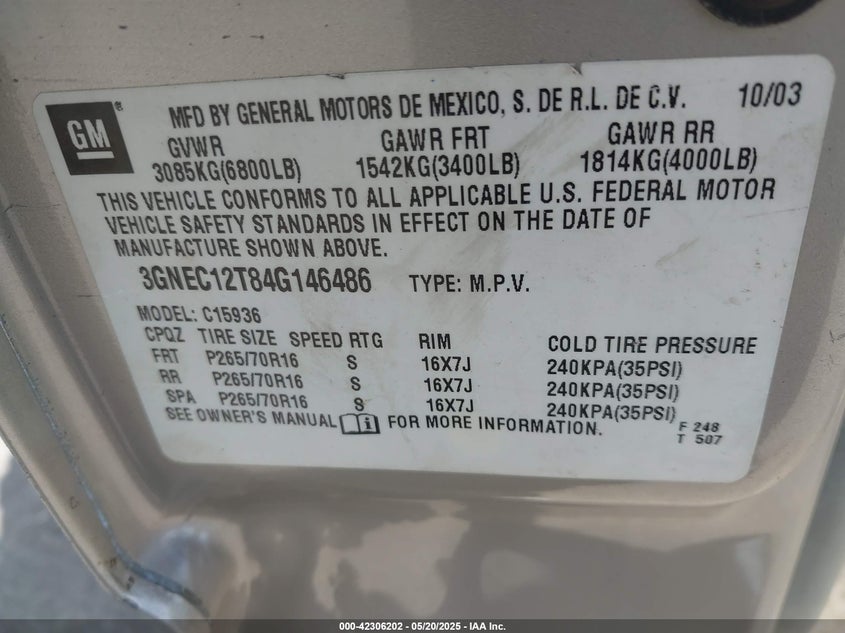 GM®
MFD BY GENERAL MOTORS DE MEXICO, S. DE R.L. DE C.V. 10/03
GVWR GAWR FRT GAWR RR
3085KG(6800LB) 1542KG(3400LB) 1814KG(4000LB)
THIS VEHICLE CONFORMS TO ALL APPLICABLE U.S. FEDERAL MOTOR
VEHICLE SAFETY STANDARDS IN EFFECT ON THE DATE OF
MANUFACTURE SHOWN ABOVE.
3GNEC12T84G146486 TYPE: M.P.V.
MODEL: C15936
CPQZ TIRE SIZE SPEED RTG RIM COLD TIRE PRESSURE
FRT P265/70R16 S 16X7J 240KPA(35PSI)
RR P265/70R16 S 16X7J 240KPA(35PSI)
SPA P265/70R16 S 16X7J 240KPA(35PSI)
SEE OWNER'S MANUAL i FOR MORE INFORMATION.
F 248
T 507
000-42306202 — 05/20/2025 — IAA Inc.